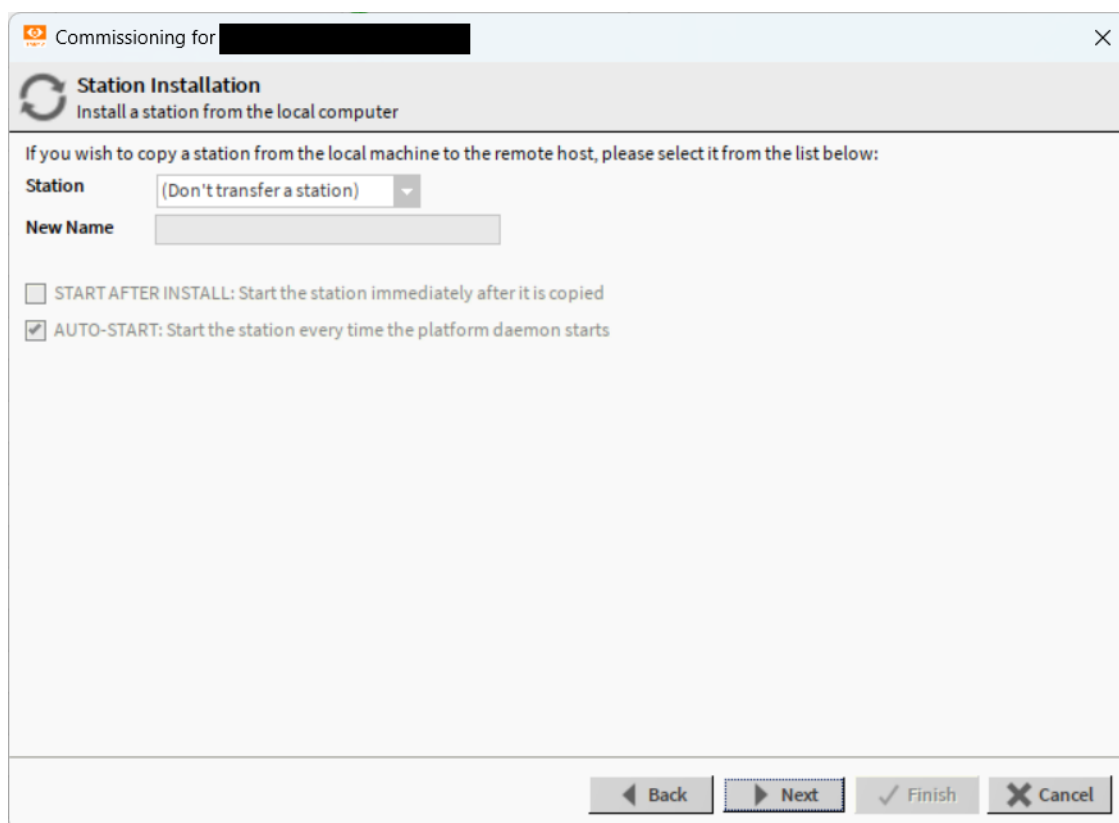 Commissioning for
Station Installation
Install a station from the local computer
If you wish to copy a station from the local machine to the remote host, please select it from the list below:
Station (Don't transfer a station)
New Name
START AFTER INSTALL: Start the station immediately after it is copied
AUTO-START: Start the station every time the platform daemon starts
Back Next Finish Cancel